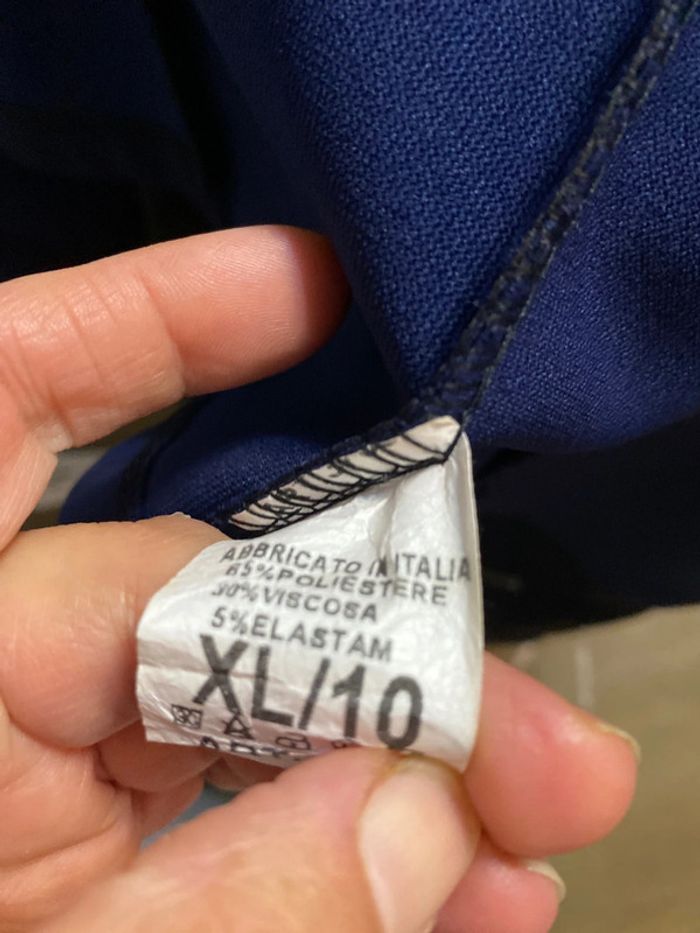 ABBRICATO IN ITALIA
65%POLIESTERE
30%VISCOSA
5%ELASTAM
XL/10